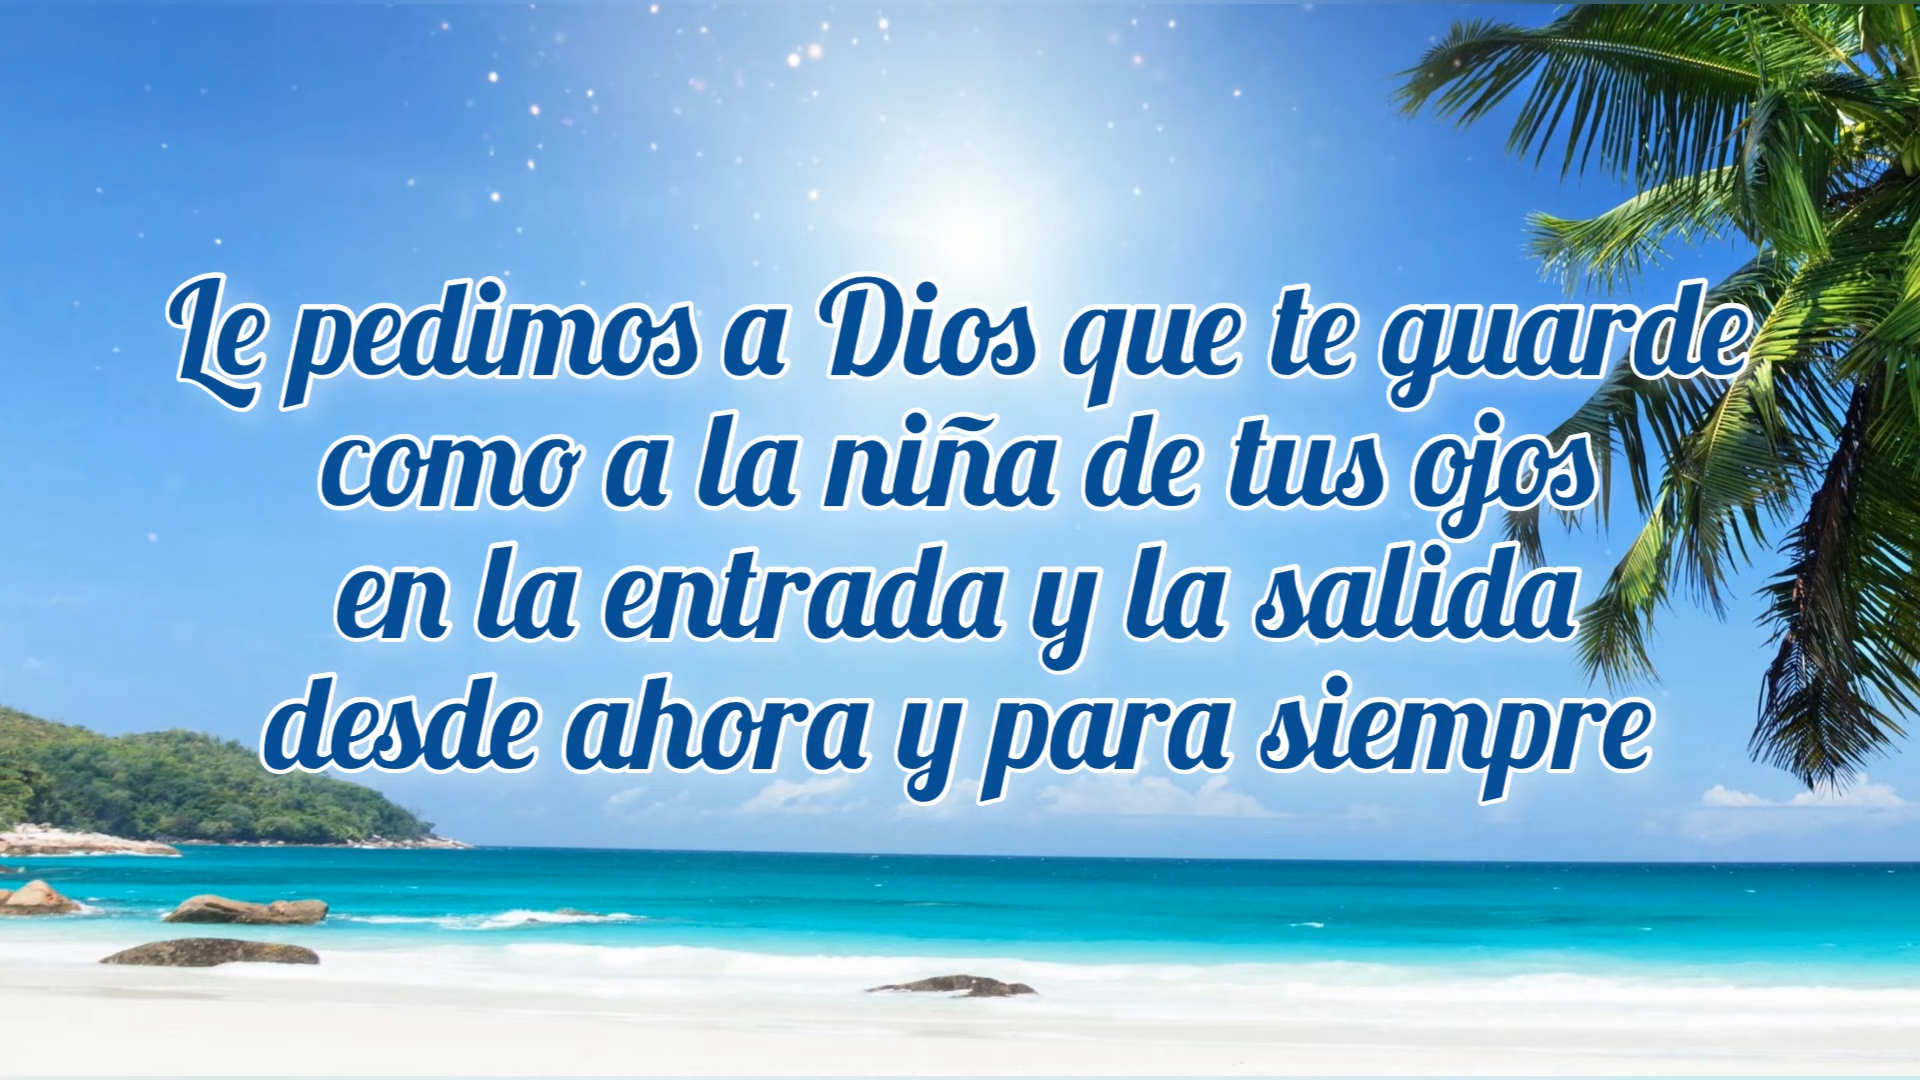 Le pedimos a Dios que te guarde
como a la niña de tus ojos
en la entrada y la salida
desde ahora y para siempre